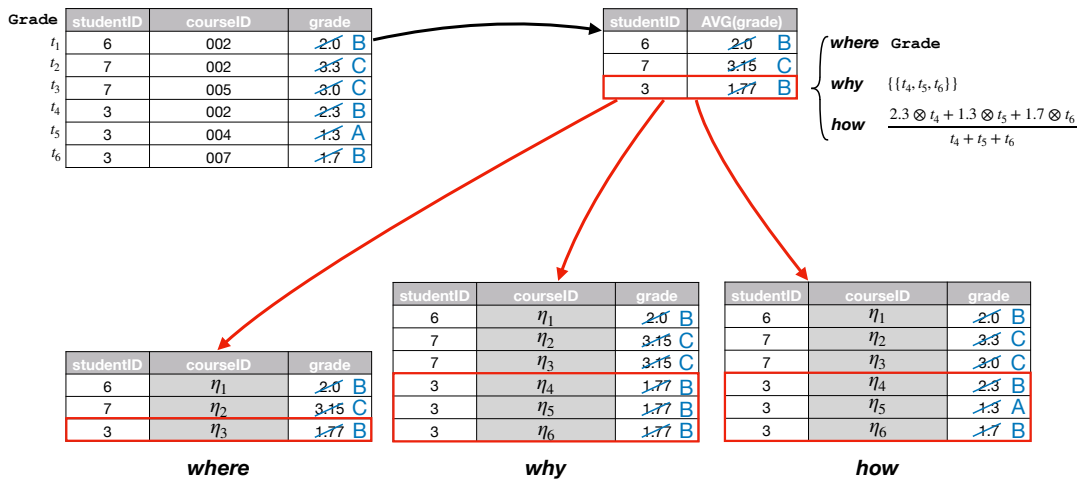 Grade studentID courseID grade
t1 6 002 2.0 B
t2 7 002 3.3 C
t3 7 005 3.0 C
t4 3 002 2.3 B
t5 3 004 1.3 A
t6 3 007 1.7 B
studentID AVG(grade)
6 2.0 B
7 3.15 C
3 1.77 B
where Grade
why {{t4, t5, t6}}
how 2.3 ⊗ t4 + 1.3 ⊗ t5 + 1.7 ⊗ t6
t4 + t5 + t6
studentID courseID grade
6 η1 2.0 B
7 η2 3.15 C
3 η3 1.77 B
where
studentID courseID grade
6 η1 2.0 B
7 η2 3.15 C
7 η3 3.15 C
3 η4 1.77 B
3 η5 1.77 B
3 η6 1.77 B
why
studentID courseID grade
6 η1 2.0 B
7 η2 3.3 C
7 η3 3.0 C
3 η4 2.3 B
3 η5 1.3 A
3 η6 1.7 B
how